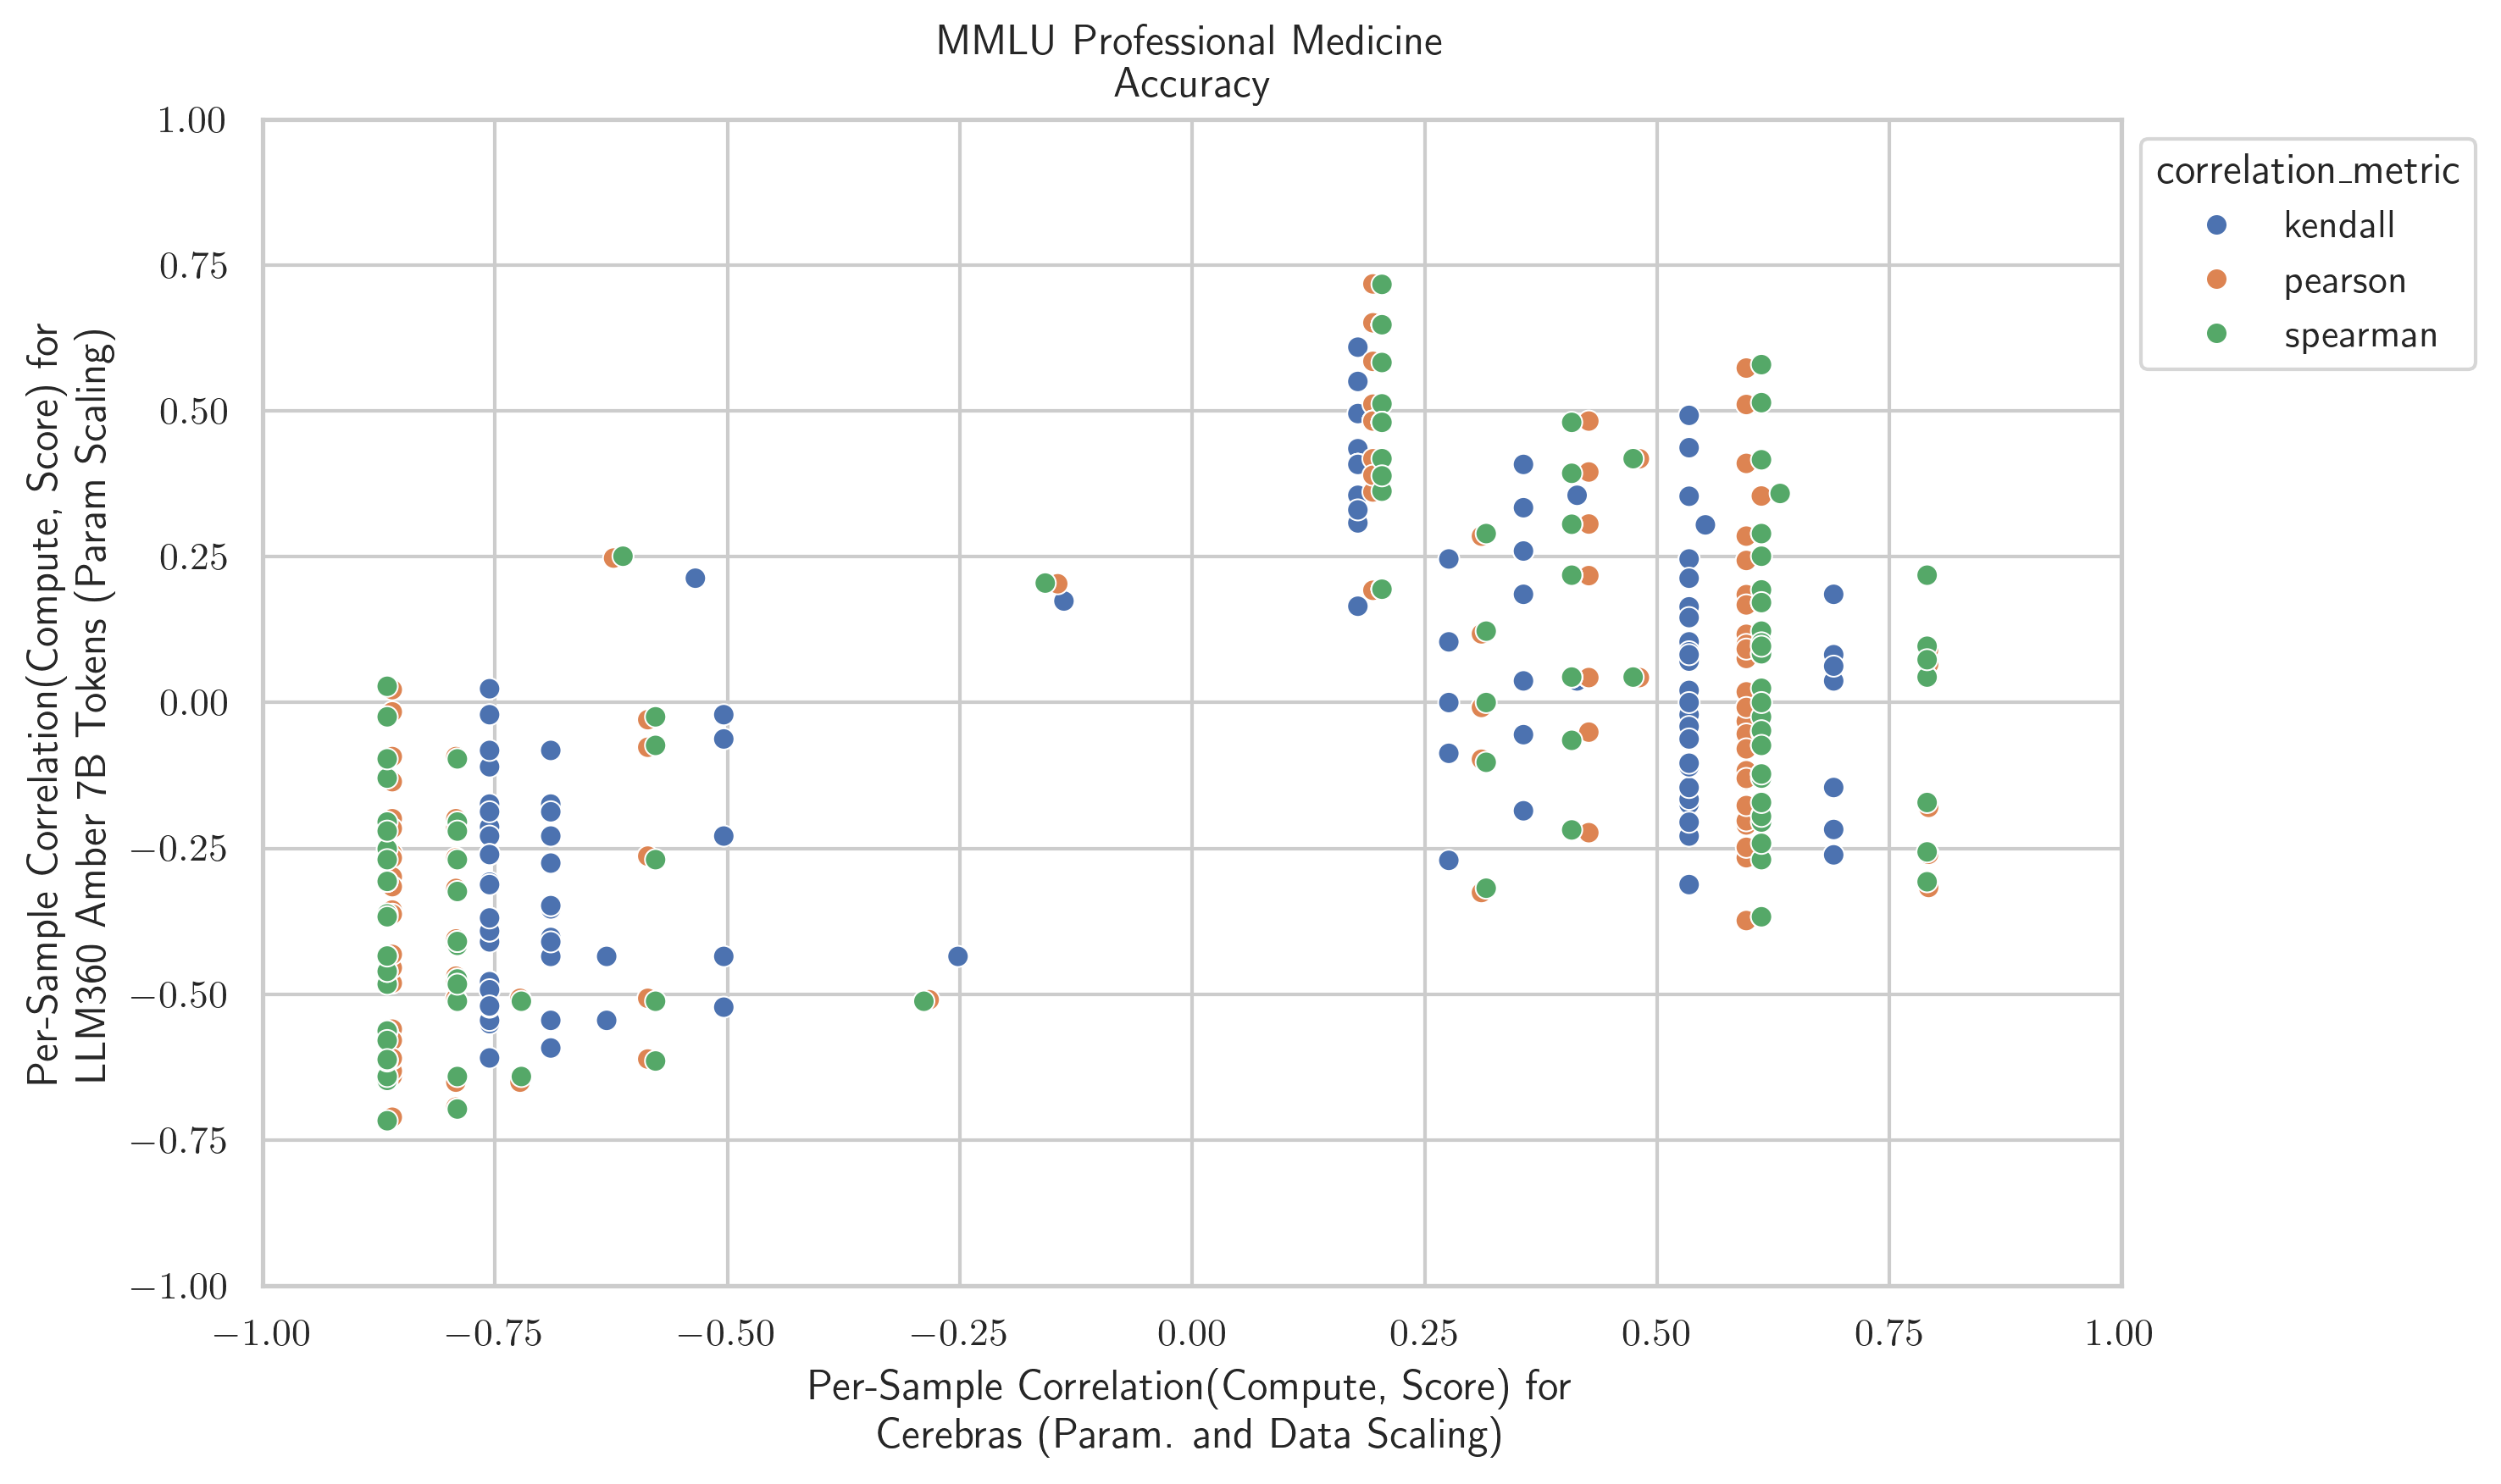 MMLU Professional Medicine
Accuracy
Per-Sample Correlation(Compute, Score) for
LLM360 Amber 7B Tokens (Param Scaling)
1.00
0.75
0.50
0.25
0.00
−0.25
−0.50
−0.75
−1.00
−1.00 −0.75 −0.50 −0.25 0.00 0.25 0.50 0.75 1.00
Per-Sample Correlation(Compute, Score) for
Cerebras (Param. and Data Scaling)
correlation_metric
kendall
pearson
spearman